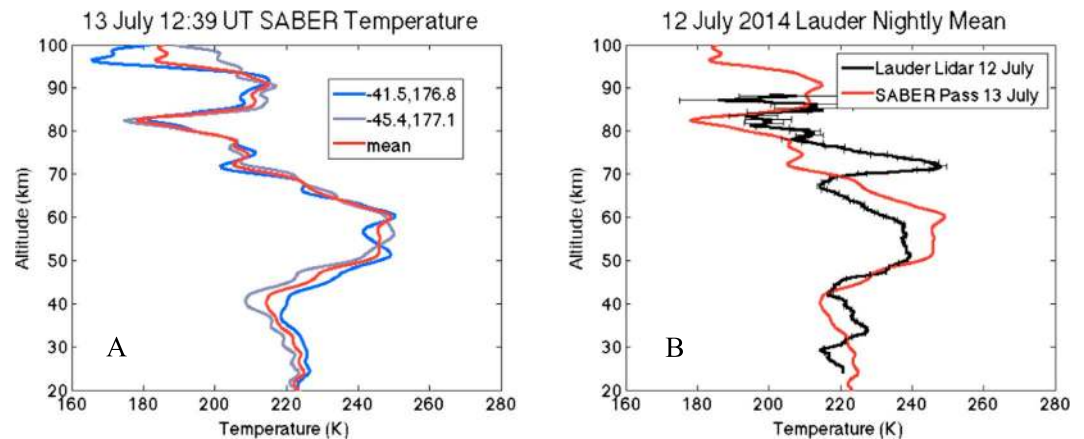 13 July 12:39 UT SABER Temperature
100
90
80
70
60
50
40
30
20
Altitude (km)
-41.5,176.8
-45.4,177.1
mean
A
160 180 200 220 240 260 280
Temperature (K)
12 July 2014 Lauder Nightly Mean
100
90
80
70
60
50
40
30
20
Altitude (km)
Lauder Lidar 12 July
SABER Pass 13 July
B
160 180 200 220 240 260 280
Temperature (K)